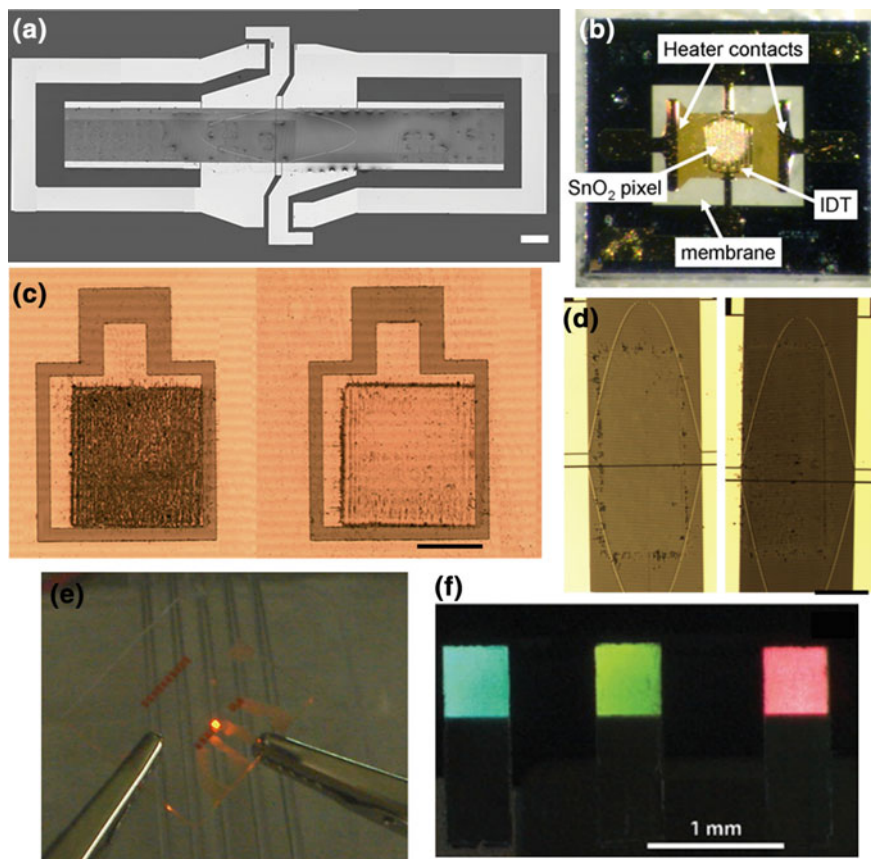 (a)
(b)
Heater contacts
SnO₂ pixel
IDT
membrane
(c)
(d)
(e)
(f)
1 mm